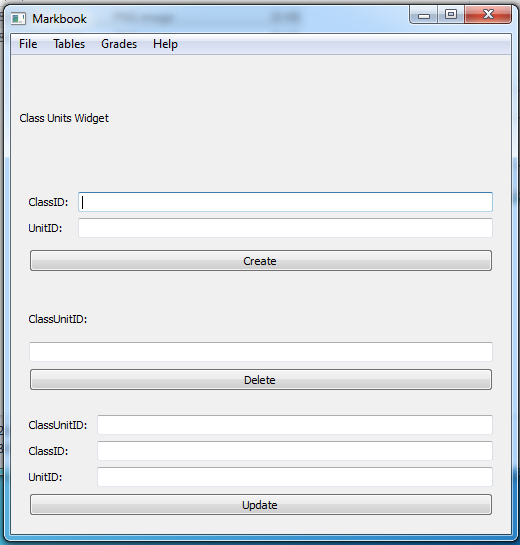 Markbook
File Tables Grades Help
Class Units Widget
ClassID:
UnitID:
Create
ClassUnitID:
Delete
ClassUnitID:
ClassID:
UnitID:
Update